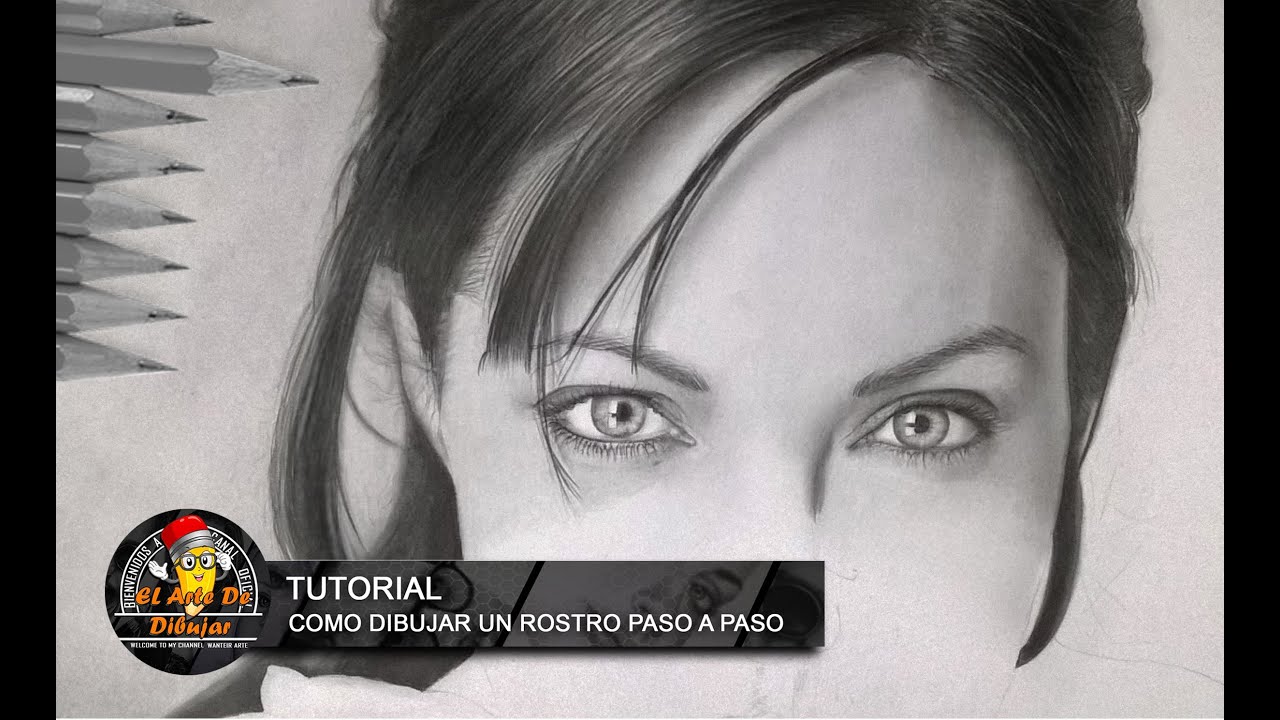 BIENVENIDOS A
CANAL OFICIAL
El Arte De
Dibujar
WELCOME TO MY CHANNEL WANTEIR ARTE
TUTORIAL
COMO DIBUJAR UN ROSTRO PASO A PASO